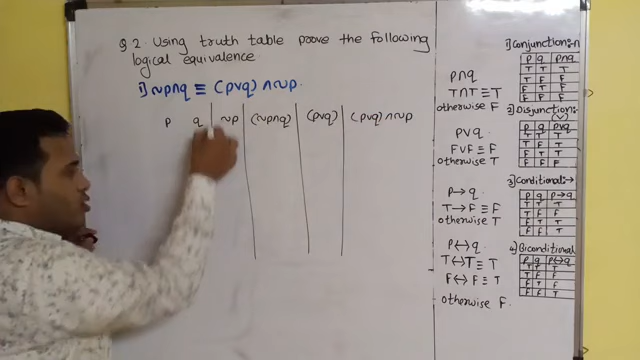 Q 2. Using truth table prove the following
logical equivalence
1] ~p∧q ≡ (p∨q) ∧~p.
p q ~p (~p∧q) (p∨q) (p∨q) ∧~p
p∧q
T∧T ≡ T
otherwise F
p∨q
F∨F ≡ F
otherwise T
p→q
T→F ≡ F
otherwise T
p↔q
T↔T ≡ T
F↔F ≡ T
otherwise F.
1] Conjunction:-∧
p q p∧q
T T T
T F F
F T F
F F F
2] Disjunction:-
(∨)
p q p∨q
T T T
T F T
F T T
F F F
3] Conditional:→
p q p→q
T T T
T F F
F T T
F F T
4] Biconditional
p q p↔q
T T T
T F F
F T F
F F T